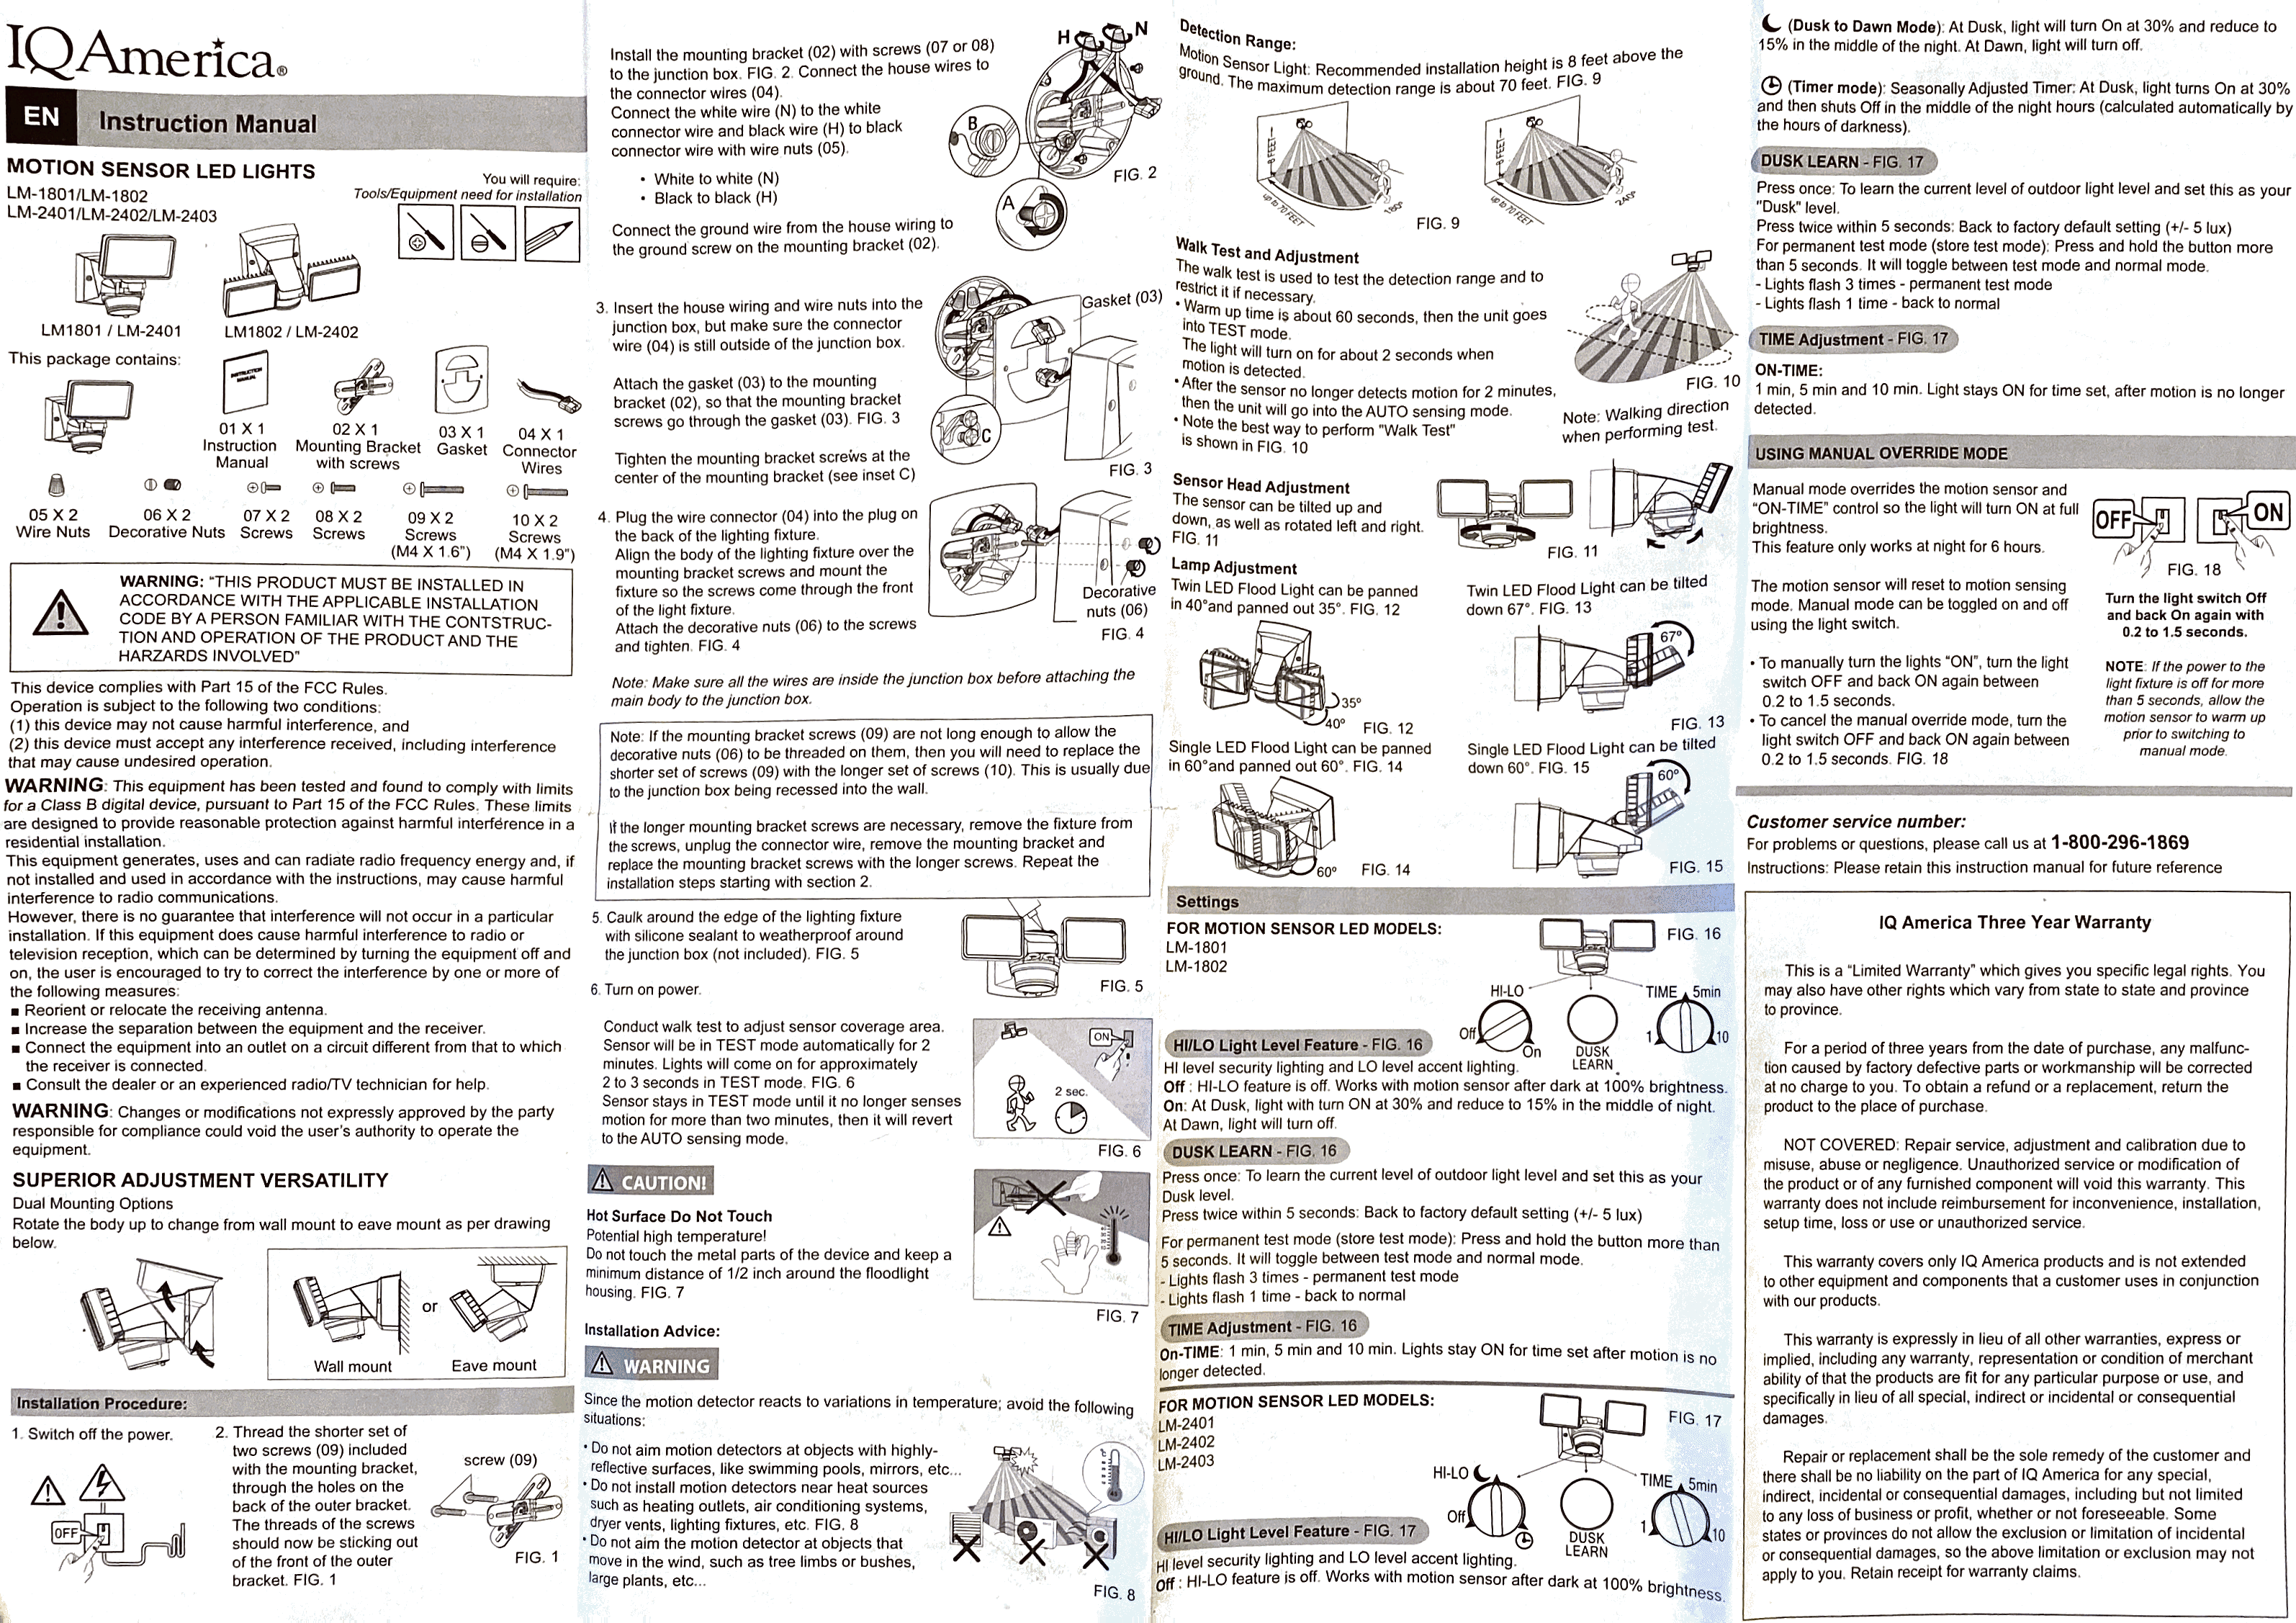 IQ America®
EN Instruction Manual
MOTION SENSOR LED LIGHTS
LM-1801/LM-1802
LM-2401/LM-2402/LM-2403
You will require:
Tools/Equipment need for installation
LM1801 / LM-2401
LM1802 / LM-2402
This package contains:
INSTRUCTION
MANUAL
01 X 1
Instruction
Manual
02 X 1
Mounting Bracket
with screws
03 X 1
Gasket
04 X 1
Connector
Wires
05 X 2
Wire Nuts
06 X 2
Decorative Nuts
07 X 2
Screws
08 X 2
Screws
09 X 2
Screws
(M4 X 1.6")
10 X 2
Screws
(M4 X 1.9")
WARNING: "THIS PRODUCT MUST BE INSTALLED IN
ACCORDANCE WITH THE APPLICABLE INSTALLATION
CODE BY A PERSON FAMILIAR WITH THE CONTSTRUC-
TION AND OPERATION OF THE PRODUCT AND THE
HARZARDS INVOLVED"
This device complies with Part 15 of the FCC Rules.
Operation is subject to the following two conditions:
(1) this device may not cause harmful interference, and
(2) this device must accept any interference received, including interference
that may cause undesired operation.
WARNING: This equipment has been tested and found to comply with limits
for a Class B digital device, pursuant to Part 15 of the FCC Rules. These limits
are designed to provide reasonable protection against harmful interference in a
residential installation.
This equipment generates, uses and can radiate radio frequency energy and, if
not installed and used in accordance with the instructions, may cause harmful
interference to radio communications.
However, there is no guarantee that interference will not occur in a particular
installation. If this equipment does cause harmful interference to radio or
television reception, which can be determined by turning the equipment off and
on, the user is encouraged to try to correct the interference by one or more of
the following measures:
■ Reorient or relocate the receiving antenna.
■ Increase the separation between the equipment and the receiver.
■ Connect the equipment into an outlet on a circuit different from that to which
the receiver is connected.
■ Consult the dealer or an experienced radio/TV technician for help.
WARNING: Changes or modifications not expressly approved by the party
responsible for compliance could void the user's authority to operate the
equipment.
SUPERIOR ADJUSTMENT VERSATILITY
Dual Mounting Options
Rotate the body up to change from wall mount to eave mount as per drawing
below.
or
Wall mount
Eave mount
Installation Procedure:
1. Switch off the power.
OFF
2. Thread the shorter set of
two screws (09) included
with the mounting bracket,
through the holes on the
back of the outer bracket.
The threads of the screws
should now be sticking out
of the front of the outer
bracket. FIG. 1
screw (09)
FIG. 1
Install the mounting bracket (02) with screws (07 or 08)
to the junction box. FIG. 2. Connect the house wires to
the connector wires (04).
Connect the white wire (N) to the white
connector wire and black wire (H) to black
connector wire with wire nuts (05).
• White to white (N)
• Black to black (H)
Connect the ground wire from the house wiring to
the ground screw on the mounting bracket (02).
H
N
B
A
FIG. 2
3. Insert the house wiring and wire nuts into the
junction box, but make sure the connector
wire (04) is still outside of the junction box.
Attach the gasket (03) to the mounting
bracket (02), so that the mounting bracket
screws go through the gasket (03). FIG. 3
Tighten the mounting bracket screws at the
center of the mounting bracket (see inset C)
Gasket (03)
C
FIG. 3
4. Plug the wire connector (04) into the plug on
the back of the lighting fixture.
Align the body of the lighting fixture over the
mounting bracket screws and mount the
fixture so the screws come through the front
of the light fixture.
Attach the decorative nuts (06) to the screws
and tighten. FIG. 4
Decorative
nuts (06)
FIG. 4
Note: Make sure all the wires are inside the junction box before attaching the
main body to the junction box.
Note: If the mounting bracket screws (09) are not long enough to allow the
decorative nuts (06) to be threaded on them, then you will need to replace the
shorter set of screws (09) with the longer set of screws (10). This is usually due
to the junction box being recessed into the wall.
If the longer mounting bracket screws are necessary, remove the fixture from
the screws, unplug the connector wire, remove the mounting bracket and
replace the mounting bracket screws with the longer screws. Repeat the
installation steps starting with section 2.
5. Caulk around the edge of the lighting fixture
with silicone sealant to weatherproof around
the junction box (not included). FIG. 5
FIG. 5
6. Turn on power.
Conduct walk test to adjust sensor coverage area.
Sensor will be in TEST mode automatically for 2
minutes. Lights will come on for approximately
2 to 3 seconds in TEST mode. FIG. 6
Sensor stays in TEST mode until it no longer senses
motion for more than two minutes, then it will revert
to the AUTO sensing mode.
ON
2 sec.
FIG. 6
CAUTION!
Hot Surface Do Not Touch
Potential high temperature!
Do not touch the metal parts of the device and keep a
minimum distance of 1/2 inch around the floodlight
housing. FIG. 7
FIG. 7
Installation Advice:
WARNING
Since the motion detector reacts to variations in temperature; avoid the following
situations:
• Do not aim motion detectors at objects with highly-
reflective surfaces, like swimming pools, mirrors, etc...
• Do not install motion detectors near heat sources
such as heating outlets, air conditioning systems,
dryer vents, lighting fixtures, etc. FIG. 8
• Do not aim the motion detector at objects that
move in the wind, such as tree limbs or bushes,
large plants, etc...
FIG. 8
Detection Range:
Motion Sensor Light: Recommended installation height is 8 feet above the
ground. The maximum detection range is about 70 feet. FIG. 9
8 FEET
up to 70 FEET
180º
8 FEET
up to 70 FEET
240º
FIG. 9
Walk Test and Adjustment
The walk test is used to test the detection range and to
restrict it if necessary.
• Warm up time is about 60 seconds, then the unit goes
into TEST mode.
The light will turn on for about 2 seconds when
motion is detected.
• After the sensor no longer detects motion for 2 minutes,
then the unit will go into the AUTO sensing mode.
• Note the best way to perform "Walk Test"
is shown in FIG. 10
FIG. 10
Note: Walking direction
when performing test.
Sensor Head Adjustment
The sensor can be tilted up and
down, as well as rotated left and right.
FIG. 11
FIG. 11
Lamp Adjustment
Twin LED Flood Light can be panned
in 40°and panned out 35°. FIG. 12
Twin LED Flood Light can be tilted
down 67°. FIG. 13
35º
40º
FIG. 12
67º
FIG. 13
Single LED Flood Light can be panned
in 60°and panned out 60°. FIG. 14
Single LED Flood Light can be tilted
down 60°. FIG. 15
60º
FIG. 14
60º
FIG. 15
Settings
FOR MOTION SENSOR LED MODELS:
LM-1801
LM-1802
FIG. 16
HI-LO
Off
On
DUSK
LEARN
TIME
5min
1
10
HI/LO Light Level Feature - FIG. 16
HI level security lighting and LO level accent lighting.
Off : HI-LO feature is off. Works with motion sensor after dark at 100% brightness.
On: At Dusk, light with turn ON at 30% and reduce to 15% in the middle of night.
At Dawn, light will turn off.
DUSK LEARN - FIG. 16
Press once: To learn the current level of outdoor light level and set this as your
Dusk level.
Press twice within 5 seconds: Back to factory default setting (+/- 5 lux)
For permanent test mode (store test mode): Press and hold the button more than
5 seconds. It will toggle between test mode and normal mode.
- Lights flash 3 times - permanent test mode
- Lights flash 1 time - back to normal
TIME Adjustment - FIG. 16
On-TIME: 1 min, 5 min and 10 min. Lights stay ON for time set after motion is no
longer detected.
FOR MOTION SENSOR LED MODELS:
LM-2401
LM-2402
LM-2403
FIG. 17
HI-LO
Off
DUSK
LEARN
TIME
5min
1
10
HI/LO Light Level Feature - FIG. 17
HI level security lighting and LO level accent lighting.
Off : HI-LO feature is off. Works with motion sensor after dark at 100% brightness.
(Dusk to Dawn Mode): At Dusk, light will turn On at 30% and reduce to
15% in the middle of the night. At Dawn, light will turn off.
(Timer mode): Seasonally Adjusted Timer: At Dusk, light turns On at 30%
and then shuts Off in the middle of the night hours (calculated automatically by
the hours of darkness).
DUSK LEARN - FIG. 17
Press once: To learn the current level of outdoor light level and set this as your
"Dusk" level.
Press twice within 5 seconds: Back to factory default setting (+/- 5 lux)
For permanent test mode (store test mode): Press and hold the button more
than 5 seconds. It will toggle between test mode and normal mode.
- Lights flash 3 times - permanent test mode
- Lights flash 1 time - back to normal
TIME Adjustment - FIG. 17
ON-TIME:
1 min, 5 min and 10 min. Light stays ON for time set, after motion is no longer
detected.
USING MANUAL OVERRIDE MODE
Manual mode overrides the motion sensor and
"ON-TIME" control so the light will turn ON at full
brightness.
This feature only works at night for 6 hours.
The motion sensor will reset to motion sensing
mode. Manual mode can be toggled on and off
using the light switch.
• To manually turn the lights "ON", turn the light
switch OFF and back ON again between
0.2 to 1.5 seconds.
• To cancel the manual override mode, turn the
light switch OFF and back ON again between
0.2 to 1.5 seconds. FIG. 18
OFF
ON
FIG. 18
Turn the light switch Off
and back On again with
0.2 to 1.5 seconds.
NOTE: If the power to the
light fixture is off for more
than 5 seconds, allow the
motion sensor to warm up
prior to switching to
manual mode.
Customer service number:
For problems or questions, please call us at 1-800-296-1869
Instructions: Please retain this instruction manual for future reference
IQ America Three Year Warranty
This is a "Limited Warranty" which gives you specific legal rights. You
may also have other rights which vary from state to state and province
to province.
For a period of three years from the date of purchase, any malfunc-
tion caused by factory defective parts or workmanship will be corrected
at no charge to you. To obtain a refund or a replacement, return the
product to the place of purchase.
NOT COVERED: Repair service, adjustment and calibration due to
misuse, abuse or negligence. Unauthorized service or modification of
the product or of any furnished component will void this warranty. This
warranty does not include reimbursement for inconvenience, installation,
setup time, loss or use or unauthorized service.
This warranty covers only IQ America products and is not extended
to other equipment and components that a customer uses in conjunction
with our products.
This warranty is expressly in lieu of all other warranties, express or
implied, including any warranty, representation or condition of merchant
ability of that the products are fit for any particular purpose or use, and
specifically in lieu of all special, indirect or incidental or consequential
damages.
Repair or replacement shall be the sole remedy of the customer and
there shall be no liability on the part of IQ America for any special,
indirect, incidental or consequential damages, including but not limited
to any loss of business or profit, whether or not foreseeable. Some
states or provinces do not allow the exclusion or limitation of incidental
or consequential damages, so the above limitation or exclusion may not
apply to you. Retain receipt for warranty claims.